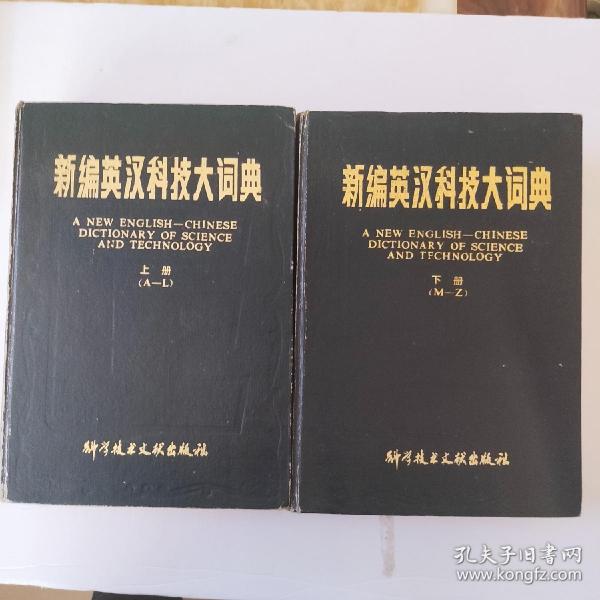 新编英汉科技大词典
A NEW ENGLISH—CHINESE
DICTIONARY OF SCIENCE
AND TECHNOLOGY
上册
(A—L)
科学技术文献出版社
新编英汉科技大词典
A NEW ENGLISH—CHINESE
DICTIONARY OF SCIENCE
AND TECHNOLOGY
下册
(M—Z)
科学技术文献出版社
孔夫子旧书网
www.kongfz.com